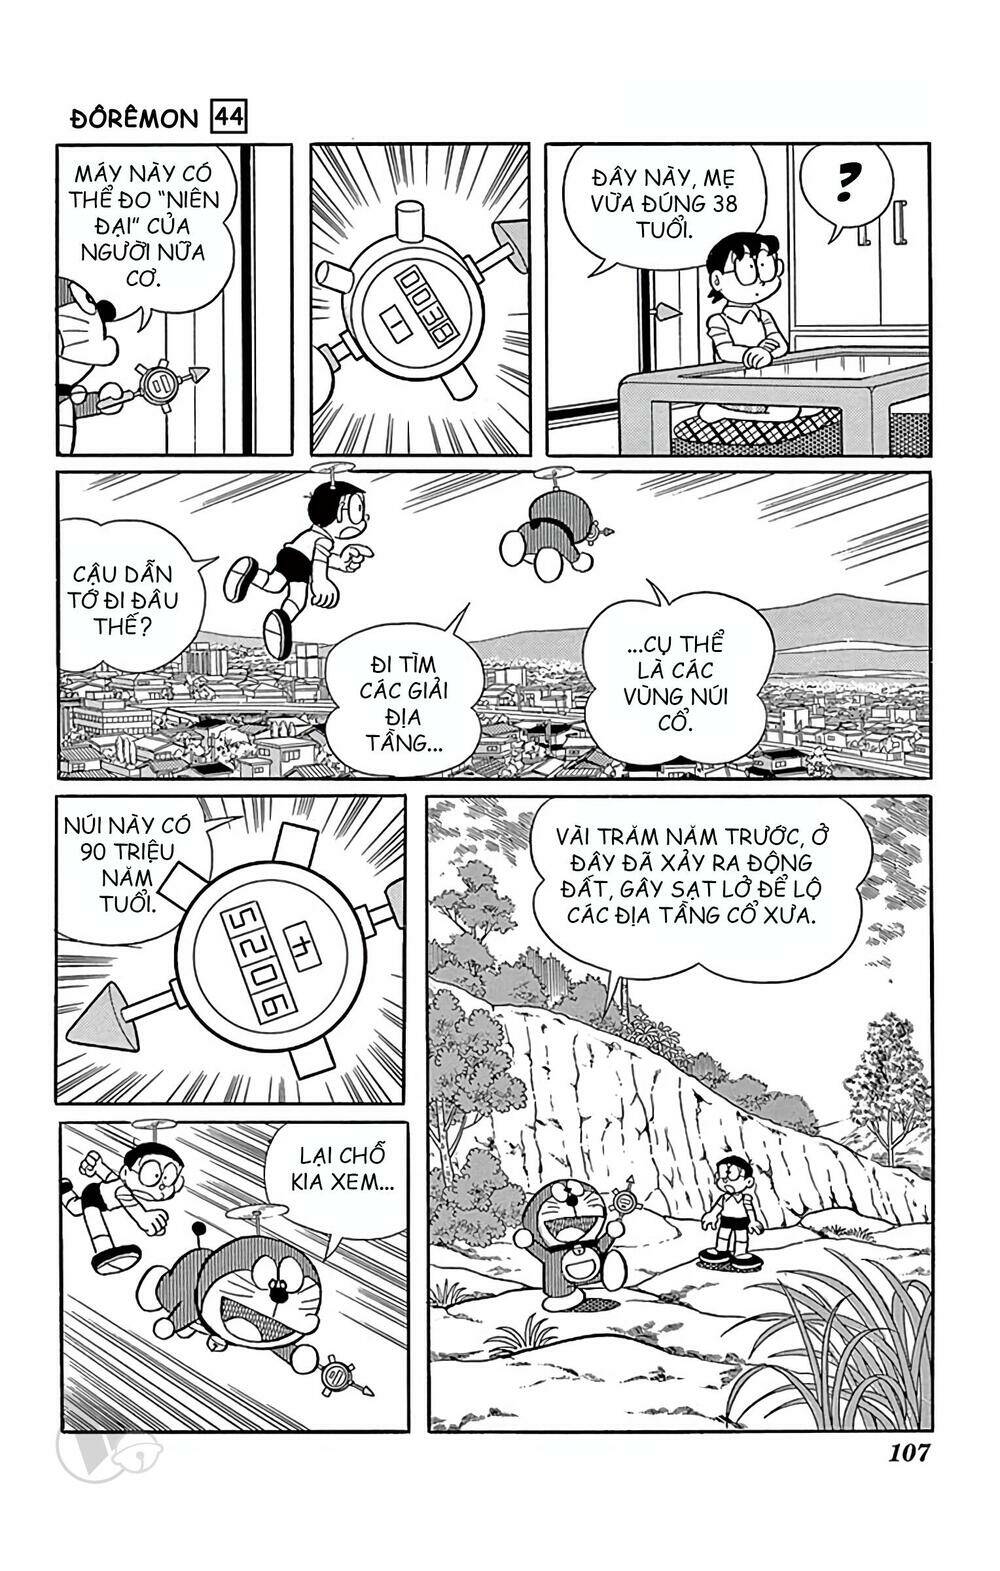 ĐÔRÊMON 44
MÁY NÀY CÓ
THỂ ĐO "NIÊN
ĐẠI" CỦA
NGƯỜI NỮA
CƠ.
0038
1
ĐÂY NÀY, MẸ
VỪA ĐÚNG 38
TUỔI.
?
CẬU DẪN
TỚ ĐI ĐÂU
THẾ?
ĐI TÌM
CÁC GIẢI
ĐỊA
TẦNG...
...CỤ THỂ
LÀ CÁC
VÙNG NÚI
CỔ.
NÚI NÀY CÓ
90 TRIỆU
NĂM
TUỔI.
4
VÀI TRĂM NĂM TRƯỚC, Ở
ĐÂY ĐÃ XẢY RA ĐỘNG
ĐẤT, GÂY SẠT LỞ ĐỂ LỘ
CÁC ĐỊA TẦNG CỔ XƯA.
LẠI CHỖ
KIA XEM...
107